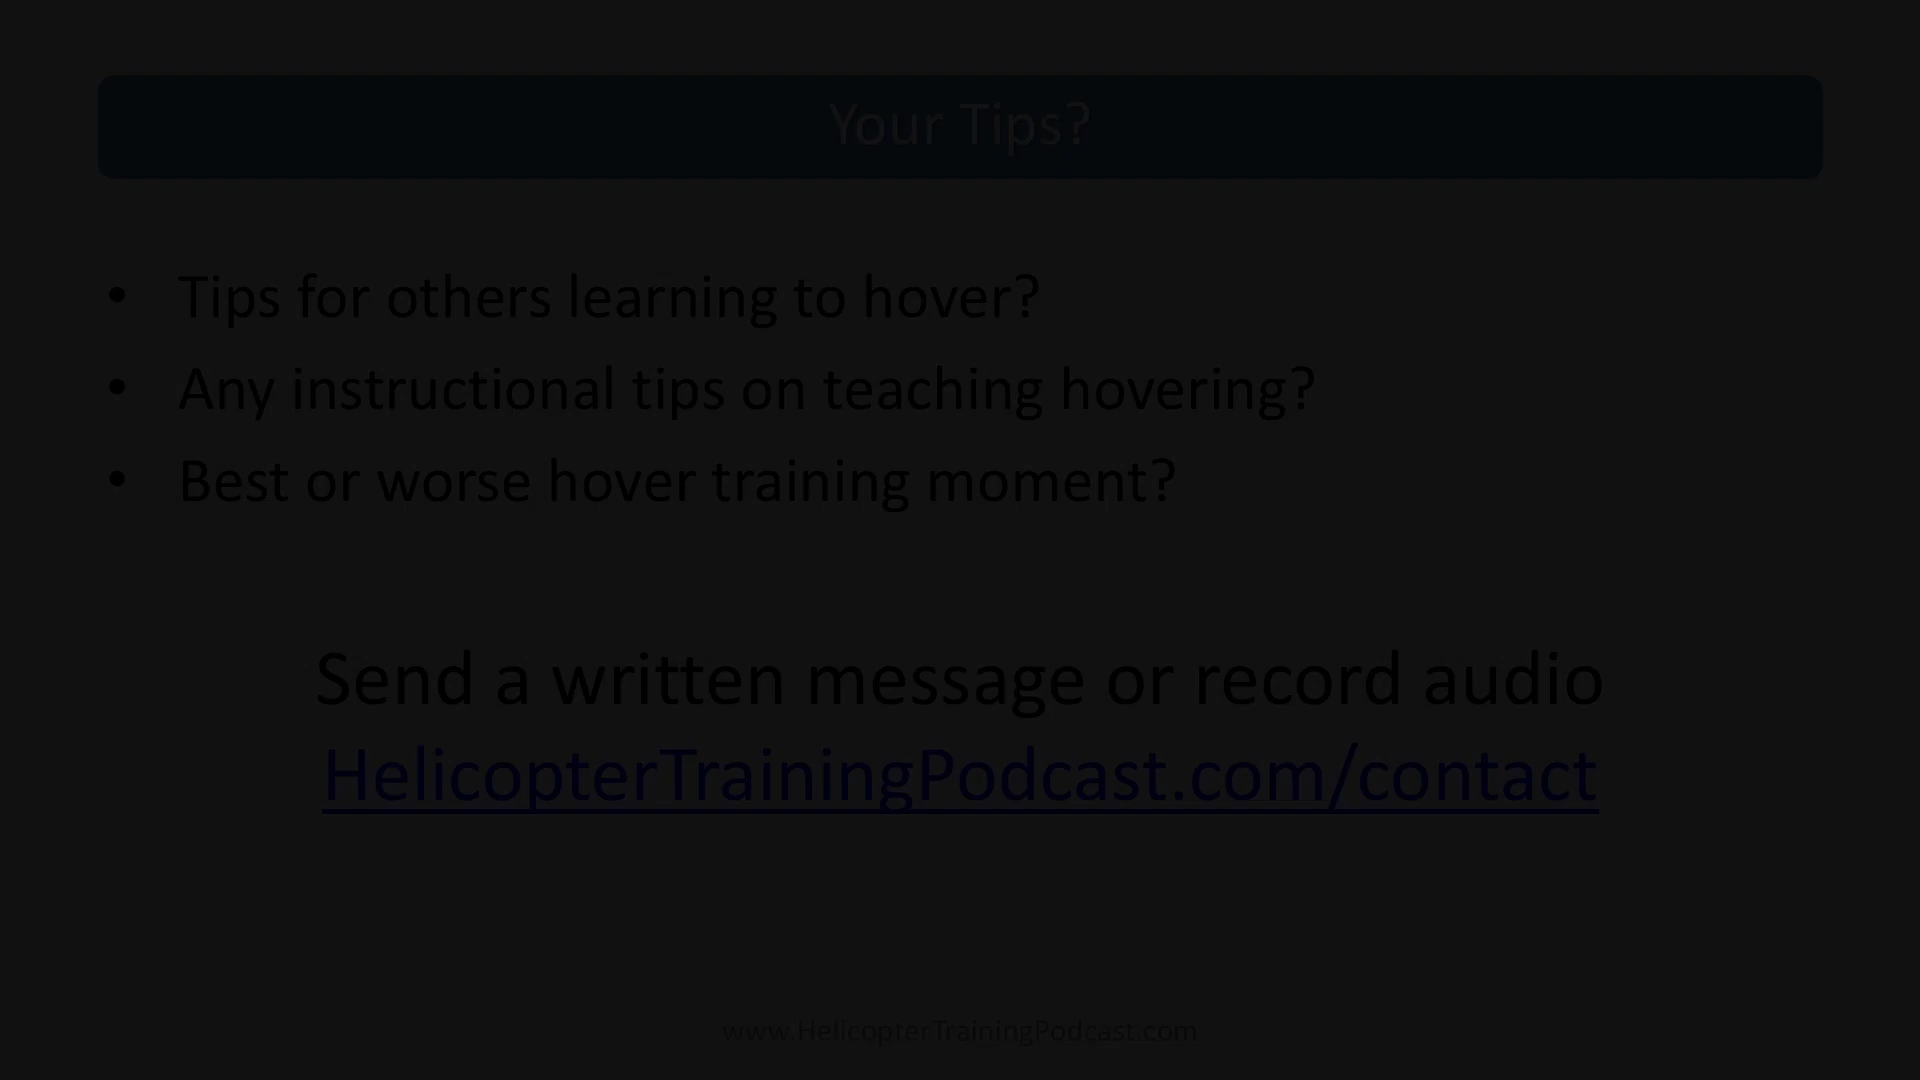 Your Tips?
• Tips for others learning to hover?
• Any instructional tips on teaching hovering?
• Best or worse hover training moment?
Send a written message or record audio
HelicopterTrainingPodcast.com/contact
www.HelicopterTrainingPodcast.com